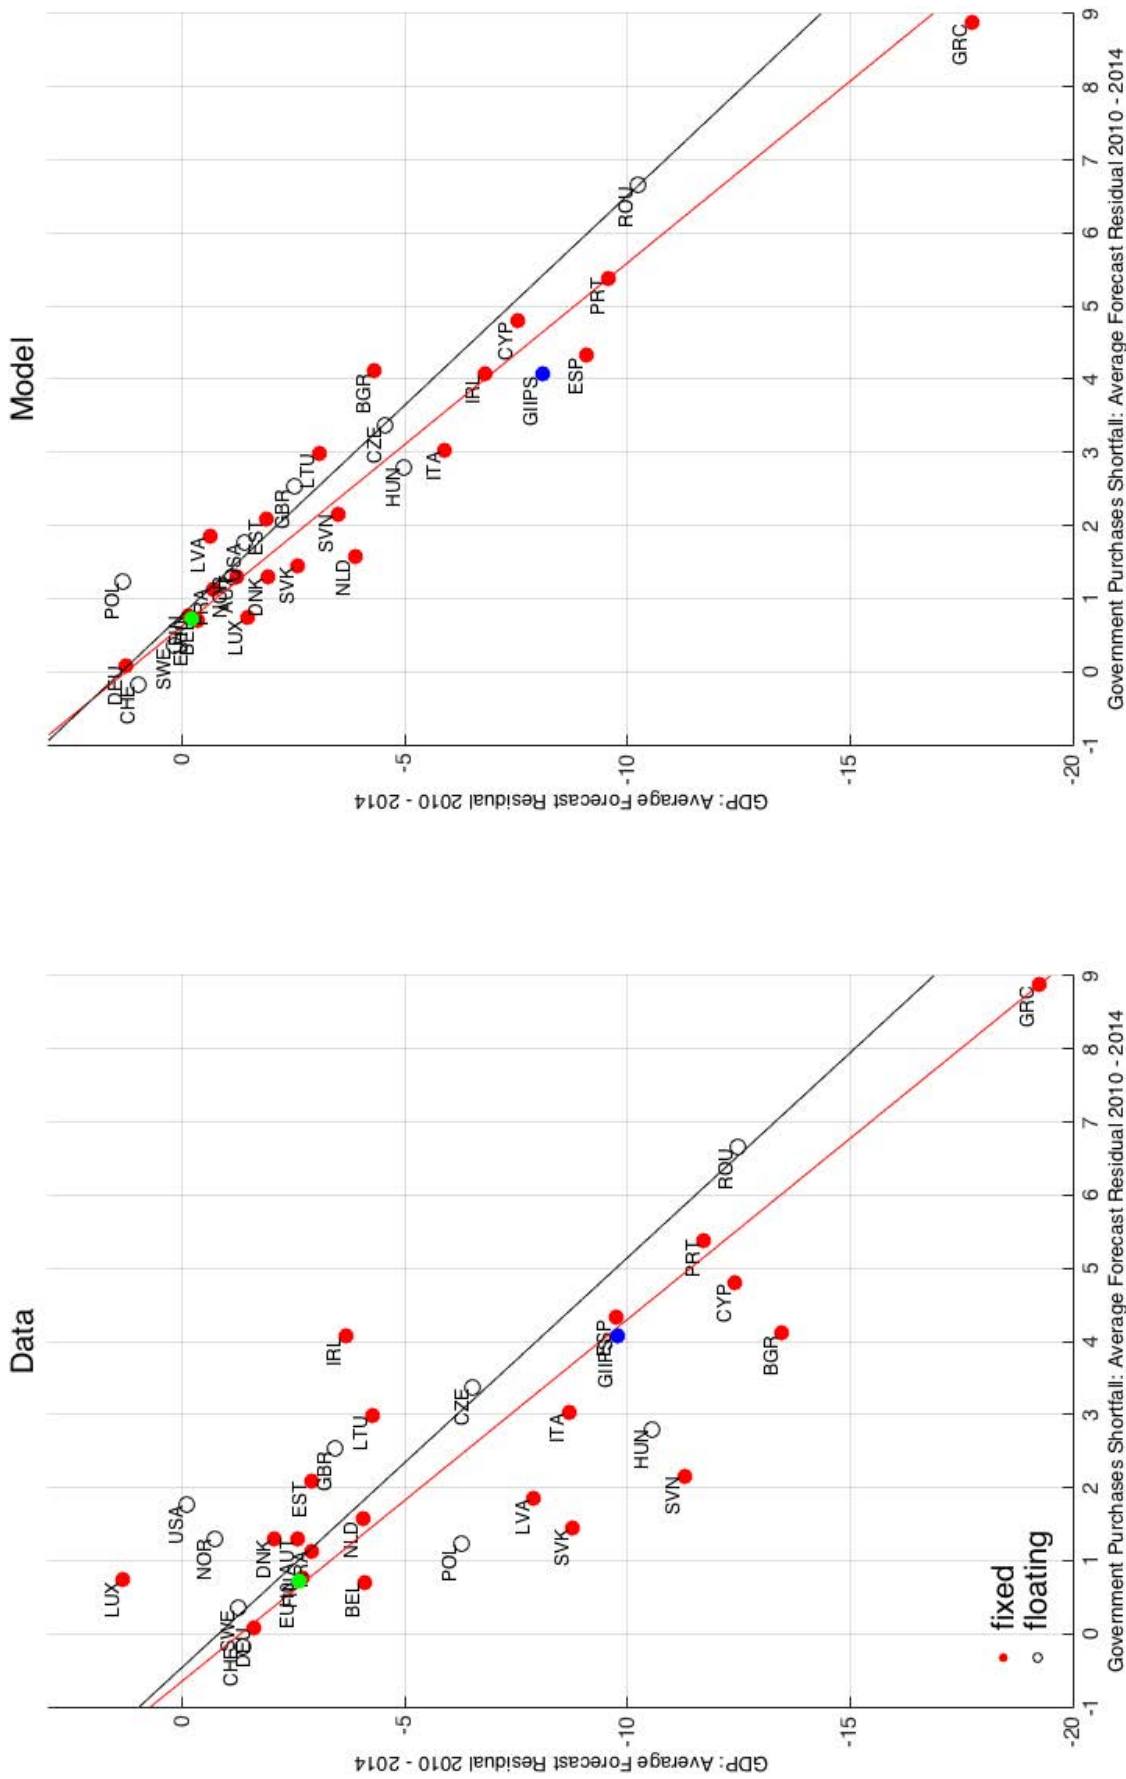 Data
GDP: Average Forecast Residual 2010 - 2014
0
-5
-10
-15
-20
LUX
USA
NOR
CHE
SWE
DEU
DNK
AUT
FRA
EST
GBR
IRL
LTU
NLD
BEL
POL
CZE
LVA
ITA
SVK
ESP
GIIPS
HUN
SVN
PRT
ROU
CYP
BGR
GRC
fixed
floating
-1 0 1 2 3 4 5 6 7 8 9
Government Purchases Shortfall: Average Forecast Residual 2010 - 2014
Model
GDP: Average Forecast Residual 2010 - 2014
0
-5
-10
-15
-20
POL
DEU
CHE
SWE
FIN
BEL
FRA
LVA
NOR
AUT
USA
LUX
DNK
EST
GBR
SVK
LTU
SVN
NLD
BGR
CZE
HUN
ITA
IRL
CYP
GIIPS
ESP
PRT
ROU
GRC
-1 0 1 2 3 4 5 6 7 8 9
Government Purchases Shortfall: Average Forecast Residual 2010 - 2014